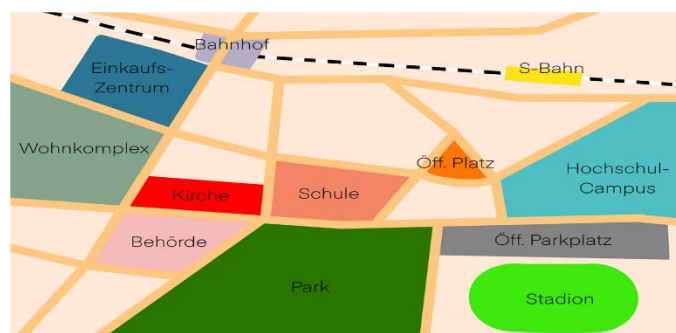 Bahnhof
Einkaufs-
Zentrum
S-Bahn
Wohnkomplex
Öff. Platz
Hochschul-
Campus
Kirche
Schule
Behörde
Öff. Parkplatz
Park
Stadion